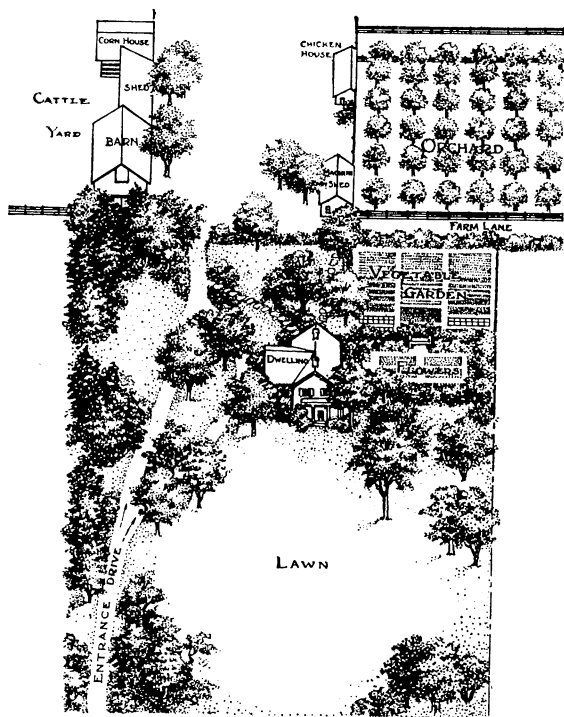 CORN HOUSE
CHICKEN
HOUSE
SHED
CATTLE
YARD
BARN
ORCHARD
MACHINE
SHED
FARM LANE
VEGETABLE
GARDEN
DWELLING
FLOWERS
LAWN
ENTRANCE DRIVE